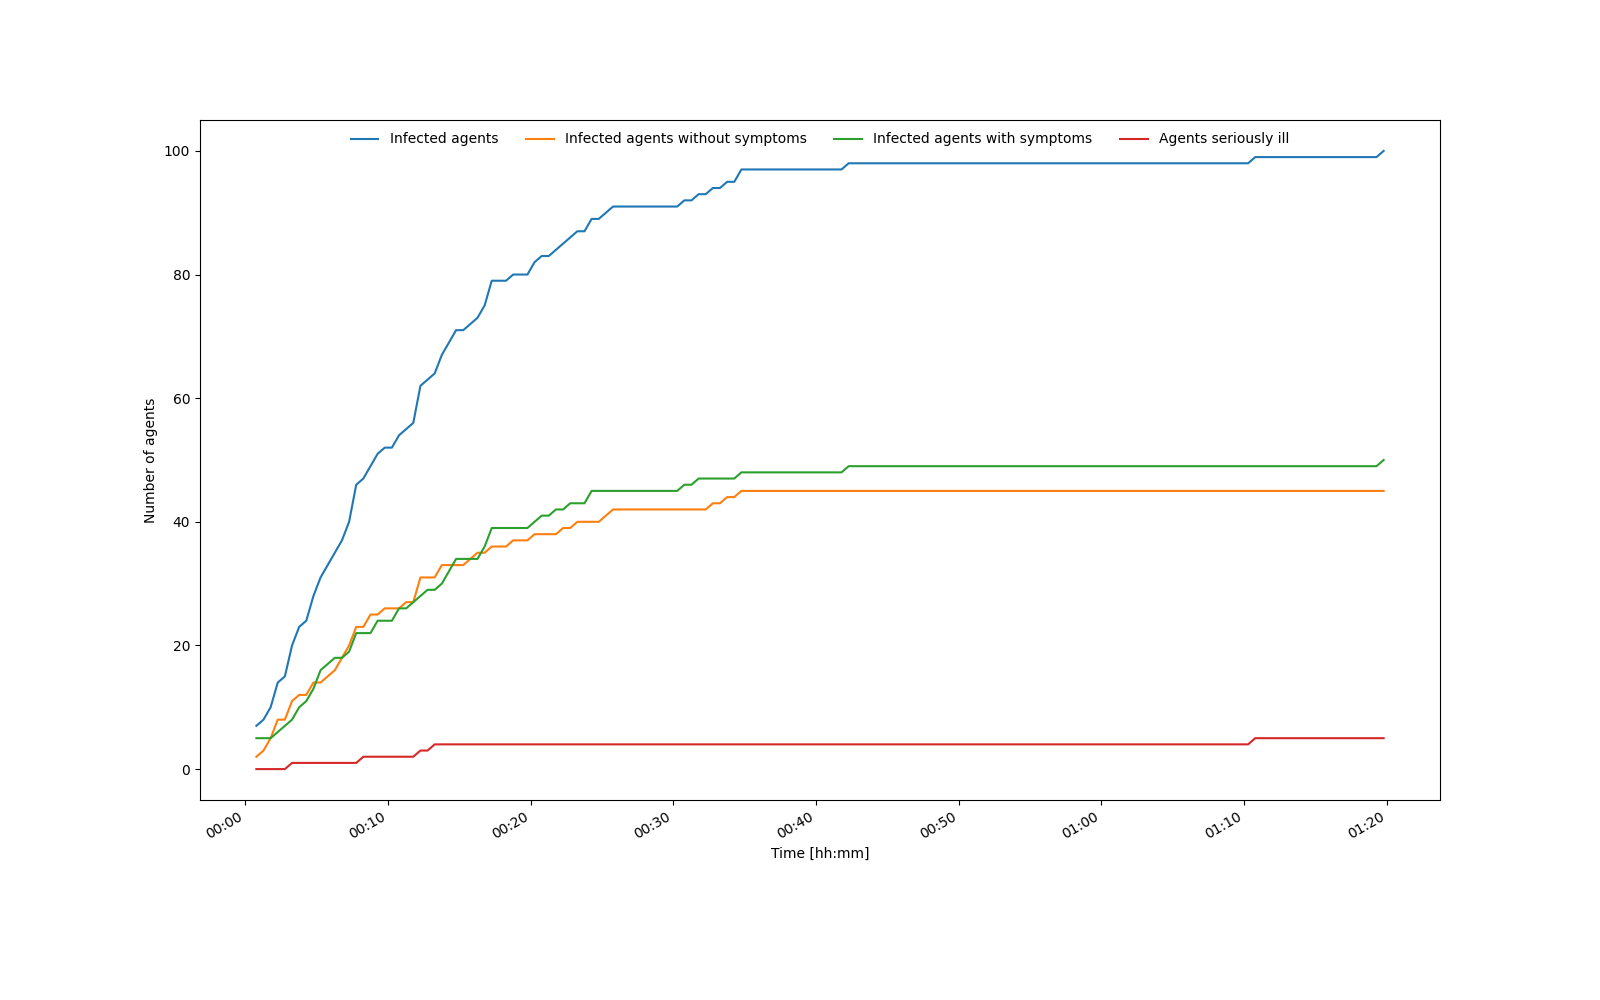 Infected agents Infected agents without symptoms Infected agents with symptoms Agents seriously ill
100
80
60
40
20
0
Number of agents
00:00 00:10 00:20 00:30 00:40 00:50 01:00 01:10 01:20
Time [hh:mm]